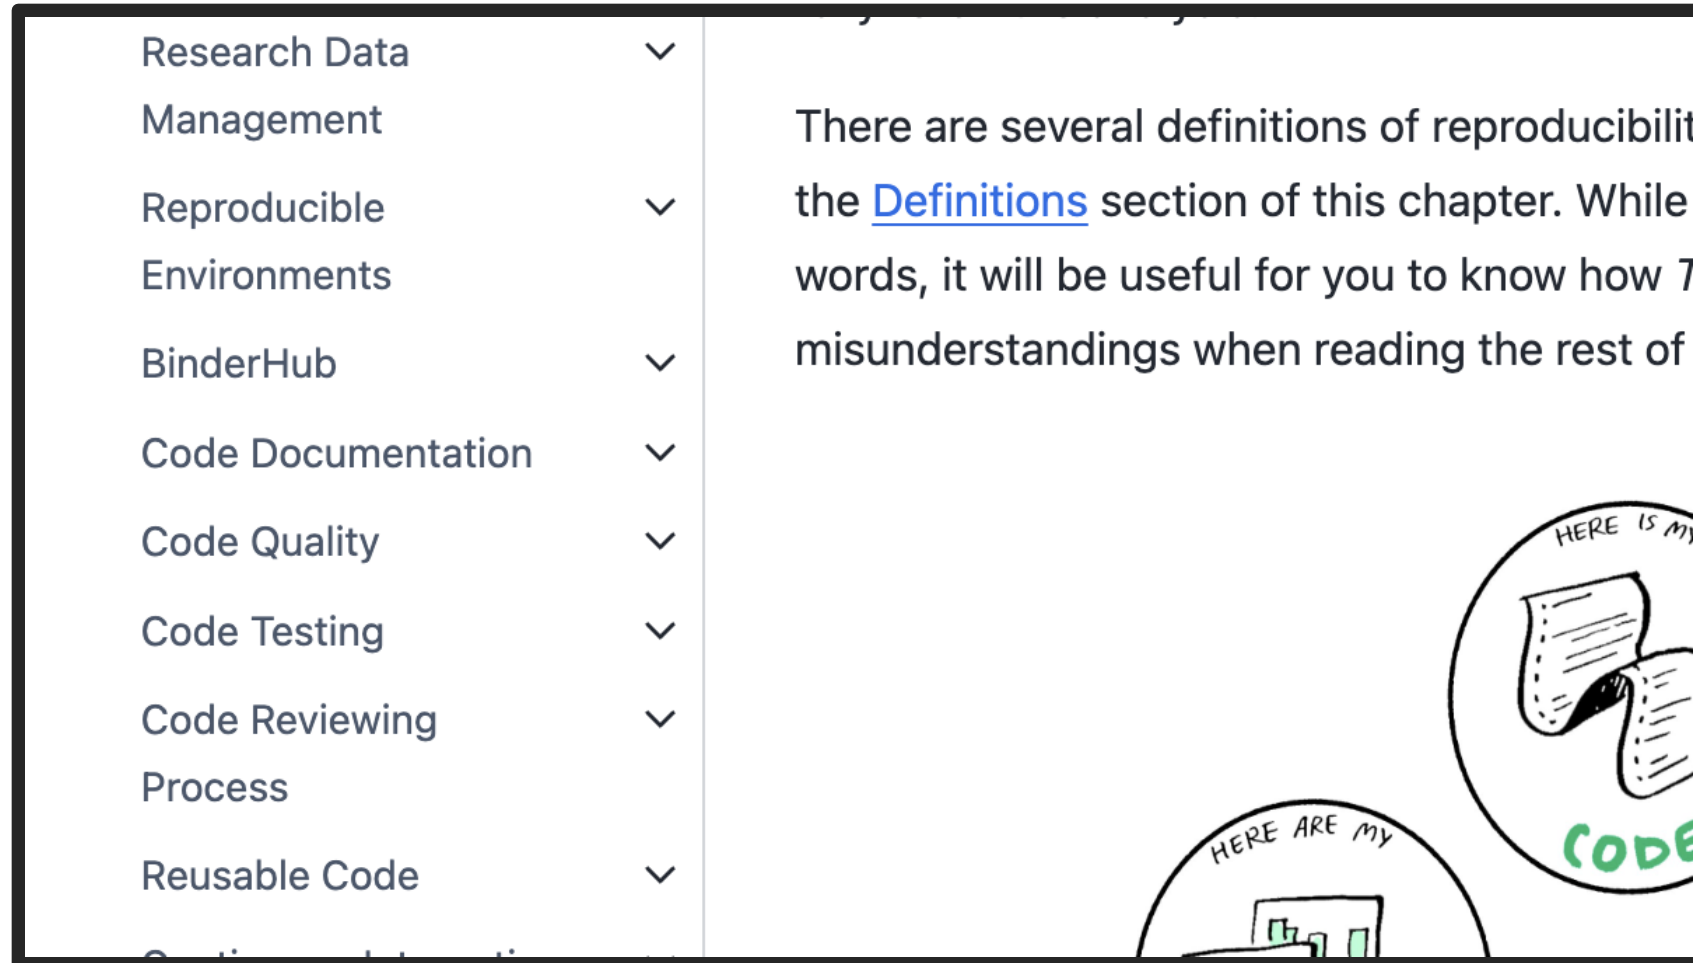 Research Data
Management
Reproducible
Environments
BinderHub
Code Documentation
Code Quality
Code Testing
Code Reviewing
Process
Reusable Code
There are several definitions of
the Definitions section of this chapter. While
words, it will be useful for you to know how
misunderstandings when reading the rest of
HERE IS MY
CODE
HERE ARE MY